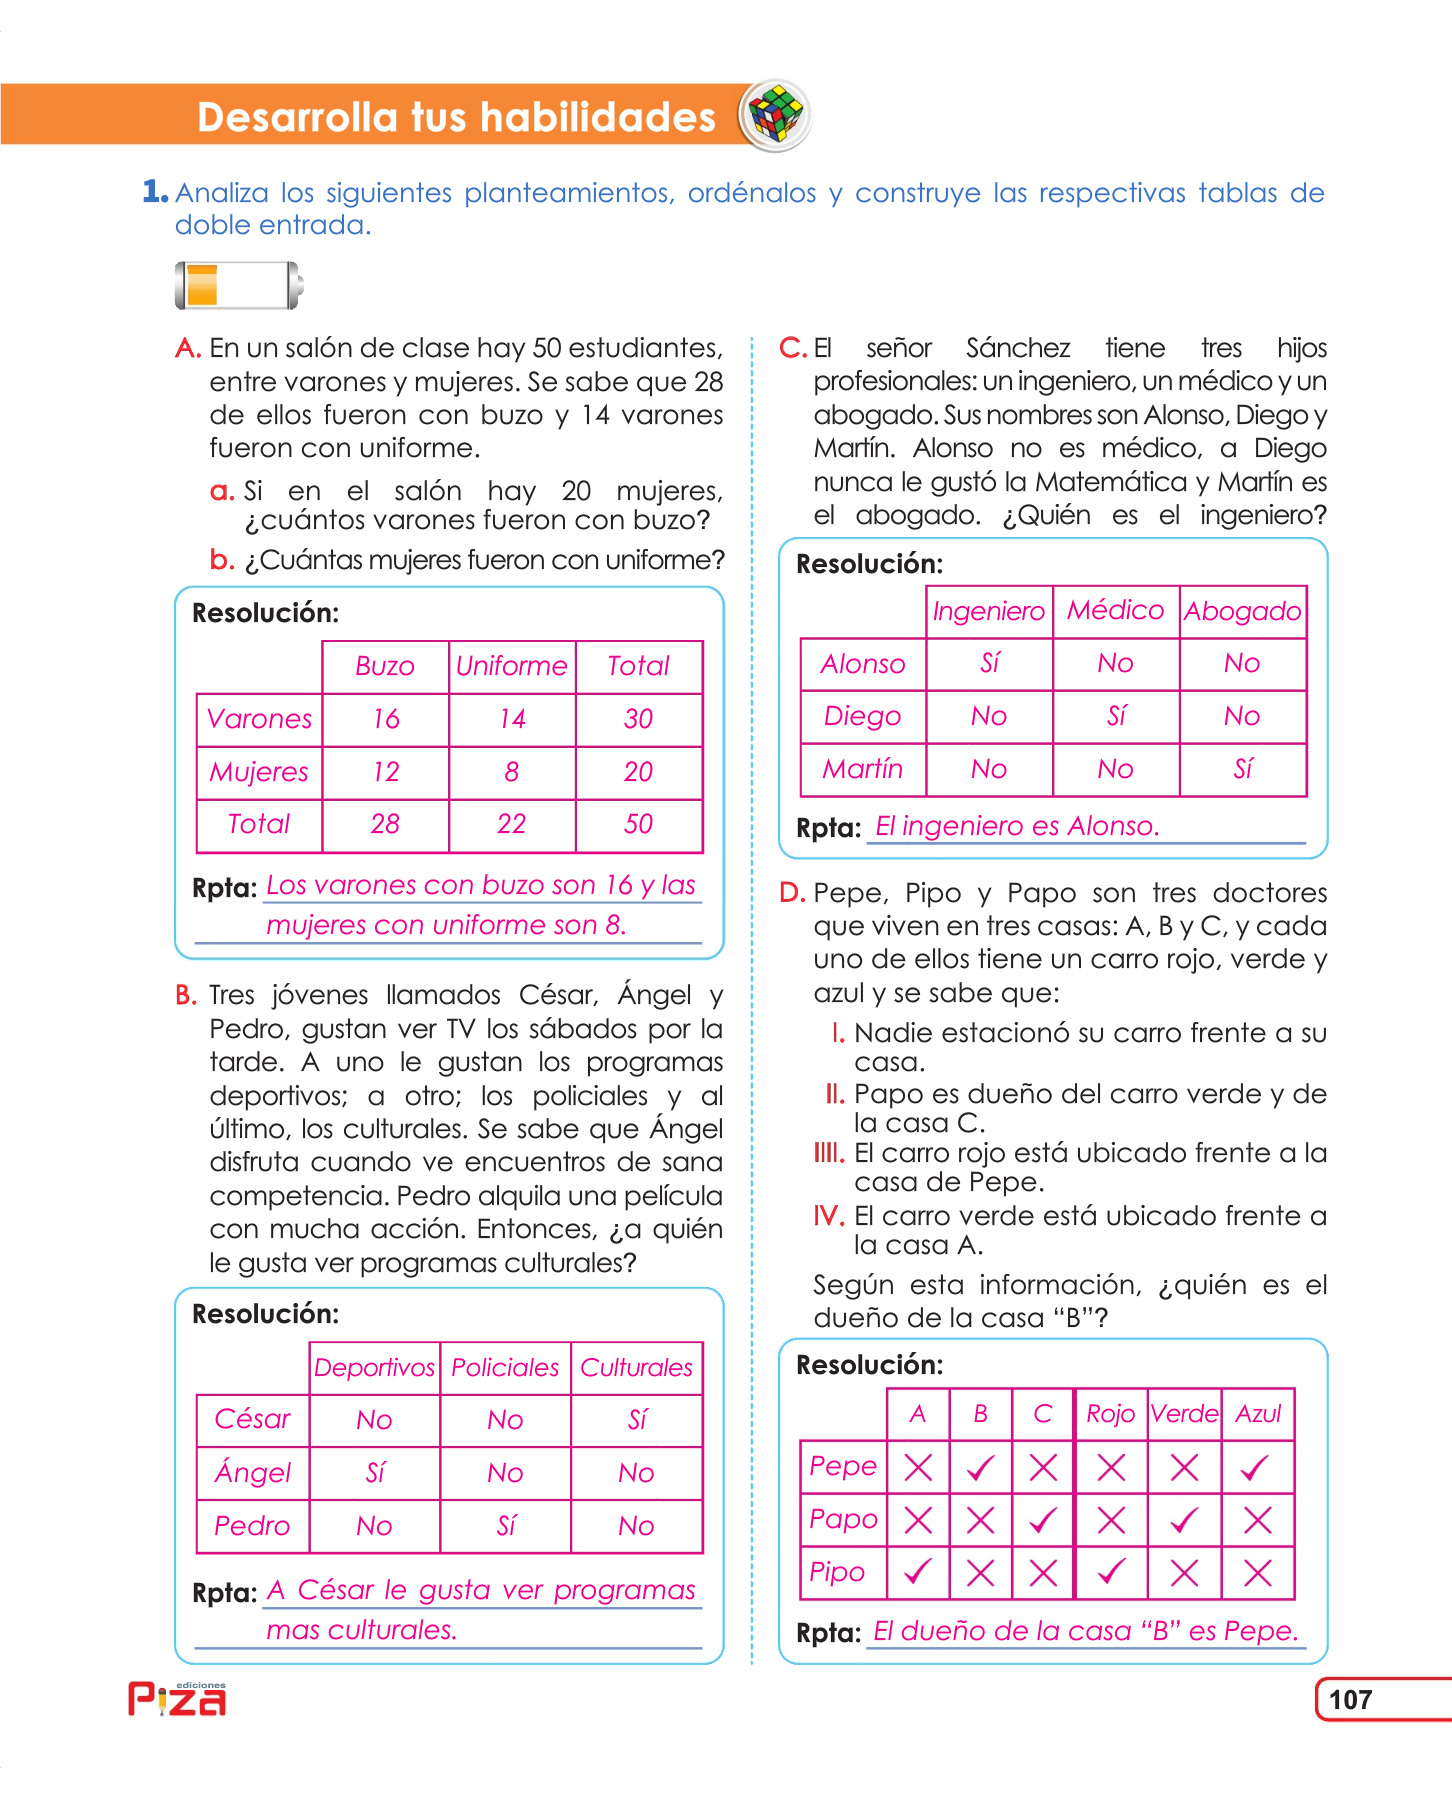 Desarrolla tus habilidades
1. Analiza los siguientes planteamientos, ordénalos y construye las respectivas tablas de
doble entrada.
A. En un salón de clase hay 50 estudiantes,
entre varones y mujeres. Se sabe que 28
de ellos fueron con buzo y 14 varones
fueron con uniforme.
a. Si en el salón hay 20 mujeres,
¿cuántos varones fueron con buzo?
b. ¿Cuántas mujeres fueron con uniforme?
Resolución:
Buzo Uniforme Total
Varones 16 14 30
Mujeres 12 8 20
Total 28 22 50
Rpta: Los varones con buzo son 16 y las
mujeres con uniforme son 8.
B. Tres jóvenes llamados César, Ángel y
Pedro, gustan ver TV los sábados por la
tarde. A uno le gustan los programas
deportivos; a otro; los policiales y al
último, los culturales. Se sabe que Ángel
disfruta cuando ve encuentros de sana
competencia. Pedro alquila una película
con mucha acción. Entonces, ¿a quién
le gusta ver programas culturales?
Resolución:
Deportivos Policiales Culturales
César No No Sí
Ángel Sí No No
Pedro No Sí No
Rpta: A César le gusta ver programas
mas culturales.
C. El señor Sánchez tiene tres hijos
profesionales: un ingeniero, un médico y un
abogado. Sus nombres son Alonso, Diego y
Martín. Alonso no es médico, a Diego
nunca le gustó la Matemática y Martín es
el abogado. ¿Quién es el ingeniero?
Resolución:
Ingeniero Médico Abogado
Alonso Sí No No
Diego No Sí No
Martín No No Sí
Rpta: El ingeniero es Alonso.
D. Pepe, Pipo y Papo son tres doctores
que viven en tres casas: A, B y C, y cada
uno de ellos tiene un carro rojo, verde y
azul y se sabe que:
I. Nadie estacionó su carro frente a su
casa.
II. Papo es dueño del carro verde y de
la casa C.
IIII. El carro rojo está ubicado frente a la
casa de Pepe.
IV. El carro verde está ubicado frente a
la casa A.
Según esta información, ¿quién es el
dueño de la casa “B”?
Resolución:
A B C Rojo Verde Azul
Pepe ✗ ✓ ✗ ✗ ✗ ✓
Papo ✗ ✗ ✓ ✗ ✓ ✗
Pipo ✓ ✗ ✗ ✓ ✗ ✗
Rpta: El dueño de la casa “B” es Pepe.
ediciones
Piza
107